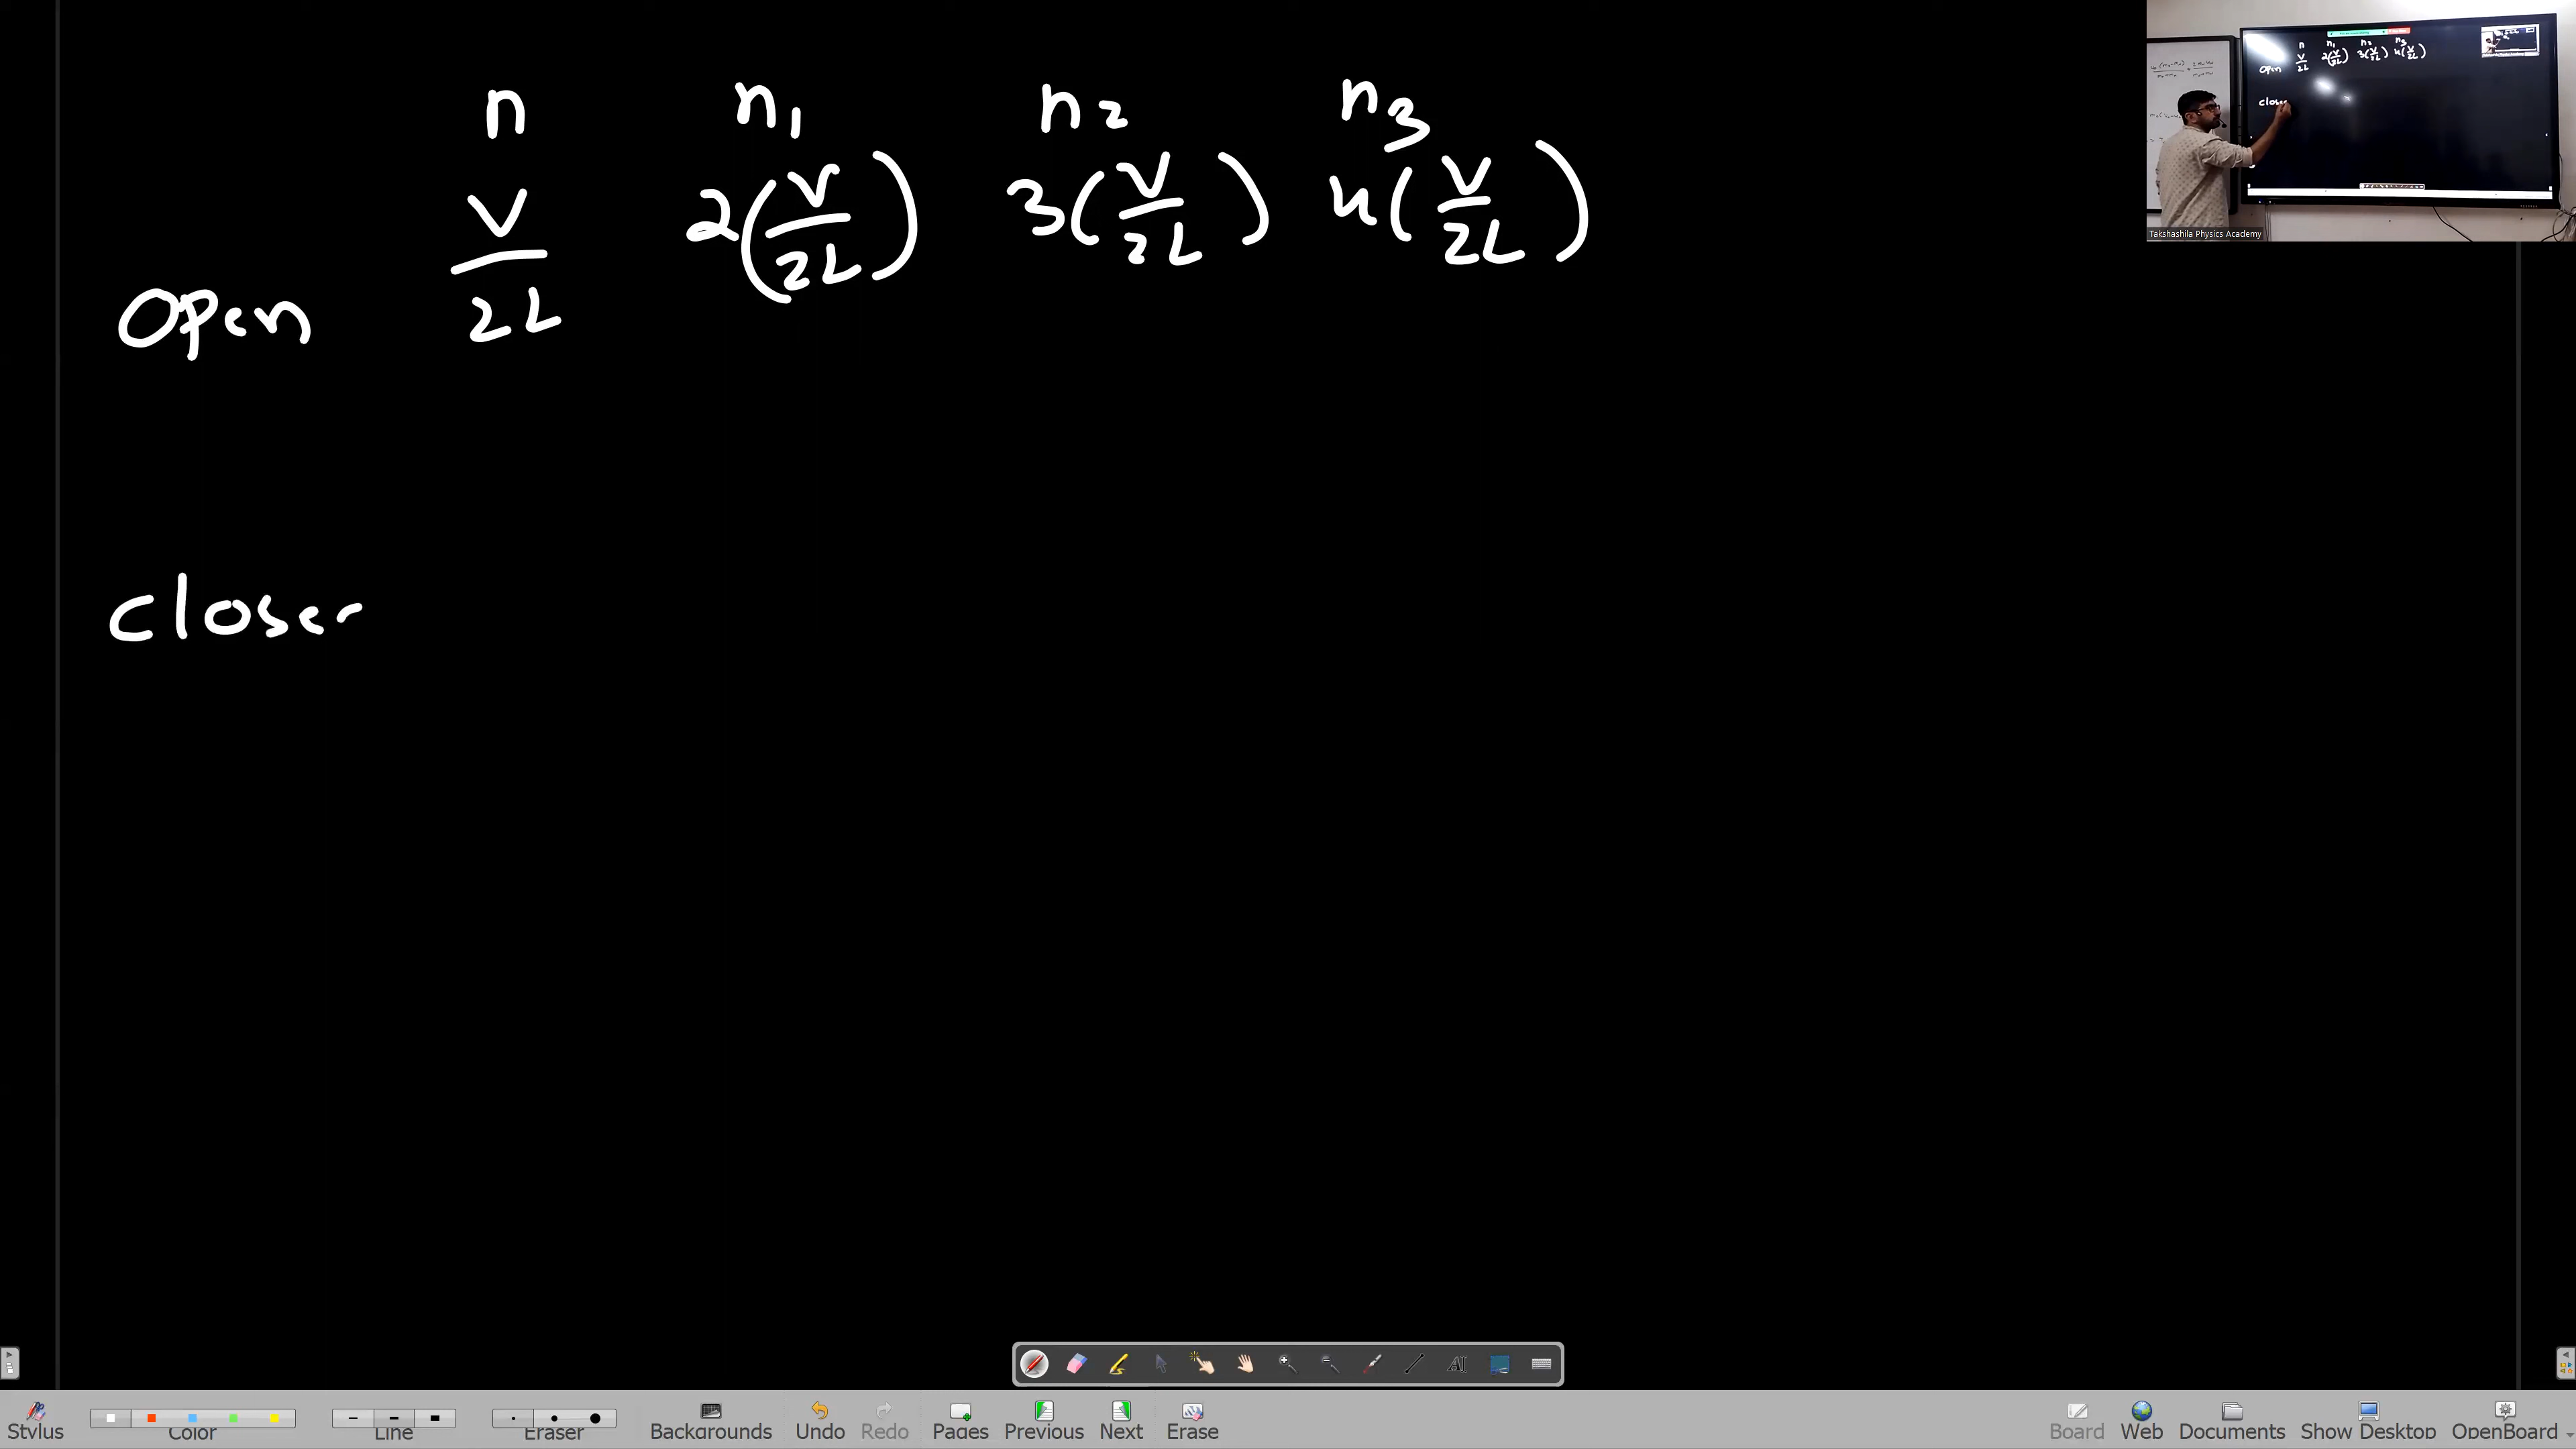 n n1 n2 n3
V/2L 2(V/2L) 3(V/2L) 4(V/2L)
Open
closer
Takshashila Physics Academy
Stylus Color Line Eraser Backgrounds Undo Redo Pages Previous Next Erase Board Web Documents Show Desktop OpenBoard